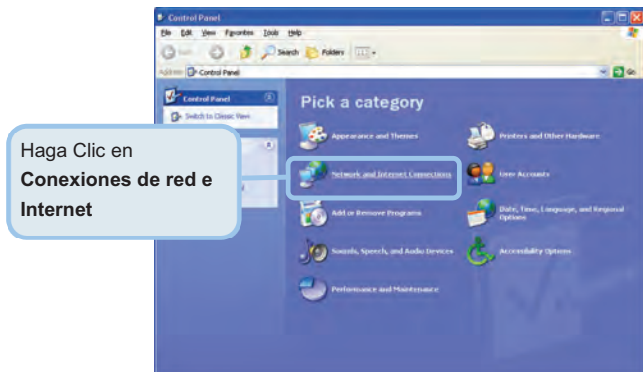 Control Panel
File Edit View Favorites Tools Help
Search Folders
Address Control Panel Go
Control Panel
Switch to Classic View
Pick a category
Appearance and Themes
Printers and Other Hardware
Network and Internet Connections
User Accounts
Add or Remove Programs
Date, Time, Language, and Regional
Options
Sounds, Speech, and Audio Devices
Accessibility Options
Performance and Maintenance
Haga Clic en
Conexiones de red e
Internet